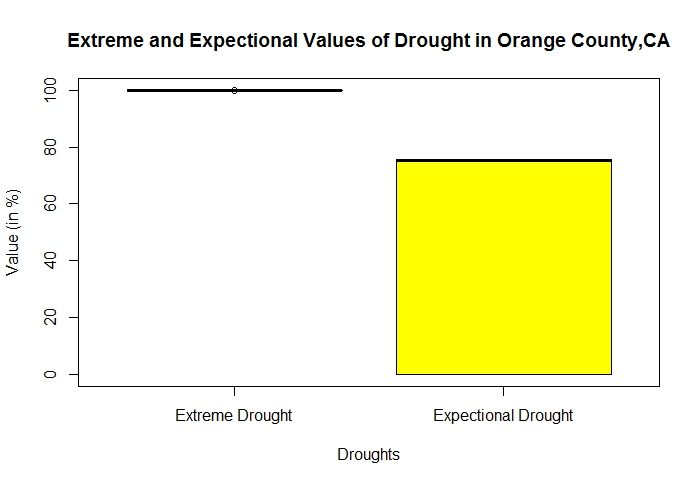 Extreme and Expectional Values of Drought in Orange County,CA
Value (in %)
100
80
60
40
20
0
Extreme Drought
Expectional Drought
Droughts